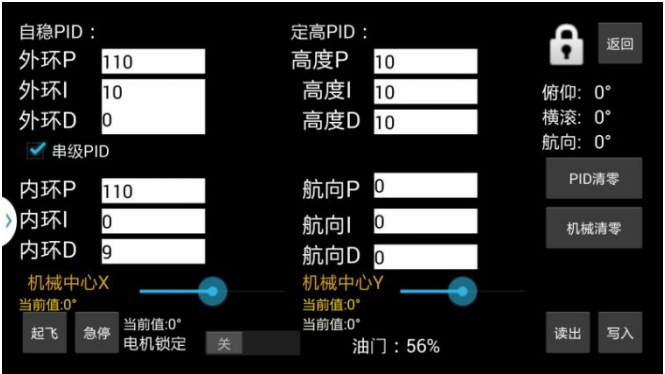 自稳PID：
定高PID：
返回
外环P 110
高度P 10
外环I 10
高度I 10
俯仰: 0°
外环D 0
高度D 10
横滚: 0°
航向: 0°
串级PID
PID清零
内环P 110
航向P 0
内环I 0
航向I 0
机械清零
内环D 9
航向D 0
机械中心X
机械中心Y
当前值:0°
当前值:0°
起飞
急停
当前值:0°
当前值:0°
电机锁定 关
油门：56%
读出
写入